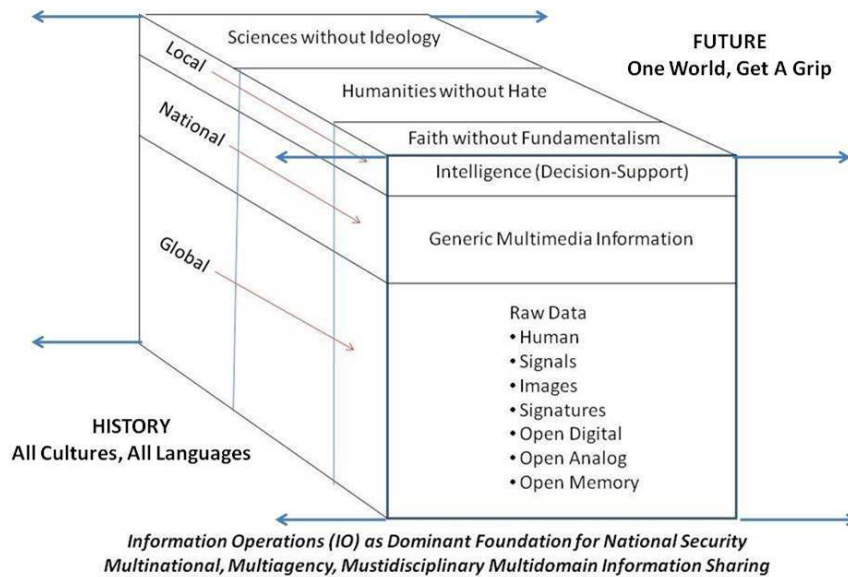 Sciences without Ideology
FUTURE
One World, Get A Grip
Local
Humanities without Hate
National
Faith without Fundamentalism
Intelligence (Decision-Support)
Generic Multimedia Information
Global
Raw Data
• Human
• Signals
• Images
• Signatures
• Open Digital
• Open Analog
• Open Memory
HISTORY
All Cultures, All Languages
Information Operations (IO) as Dominant Foundation for National Security
Multinational, Multiagency, Mustidisciplinary Multidomain Information Sharing